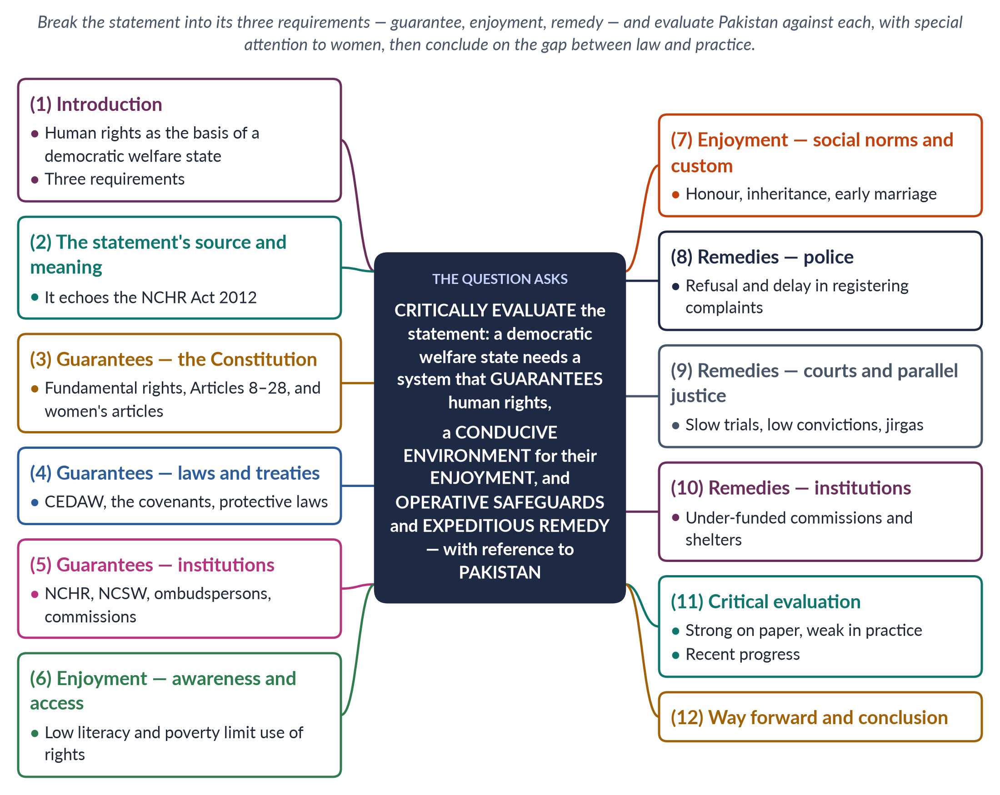 Break the statement into its three requirements — guarantee, enjoyment, remedy — and evaluate Pakistan against each, with special
attention to women, then conclude on the gap between law and practice.
(1) Introduction
• Human rights as the basis of a
democratic welfare state
• Three requirements
(2) The statement's source and
meaning
• It echoes the NCHR Act 2012
(3) Guarantees — the Constitution
• Fundamental rights, Articles 8–28, and
women's articles
(4) Guarantees — laws and treaties
• CEDAW, the covenants, protective laws
(5) Guarantees — institutions
• NCHR, NCSW, ombudspersons,
commissions
(6) Enjoyment — awareness and
access
• Low literacy and poverty limit use of
rights
THE QUESTION ASKS
CRITICALLY EVALUATE the
statement: a democratic
welfare state needs a
system that GUARANTEES
human rights,
a CONDUCIVE
ENVIRONMENT for their
ENJOYMENT, and
OPERATIVE SAFEGUARDS
and EXPEDITIOUS REMEDY
— with reference to
PAKISTAN
(7) Enjoyment — social norms and
custom
• Honour, inheritance, early marriage
(8) Remedies — police
• Refusal and delay in registering
complaints
(9) Remedies — courts and parallel
justice
• Slow trials, low convictions, jirgas
(10) Remedies — institutions
• Under-funded commissions and
shelters
(11) Critical evaluation
• Strong on paper, weak in practice
• Recent progress
(12) Way forward and conclusion